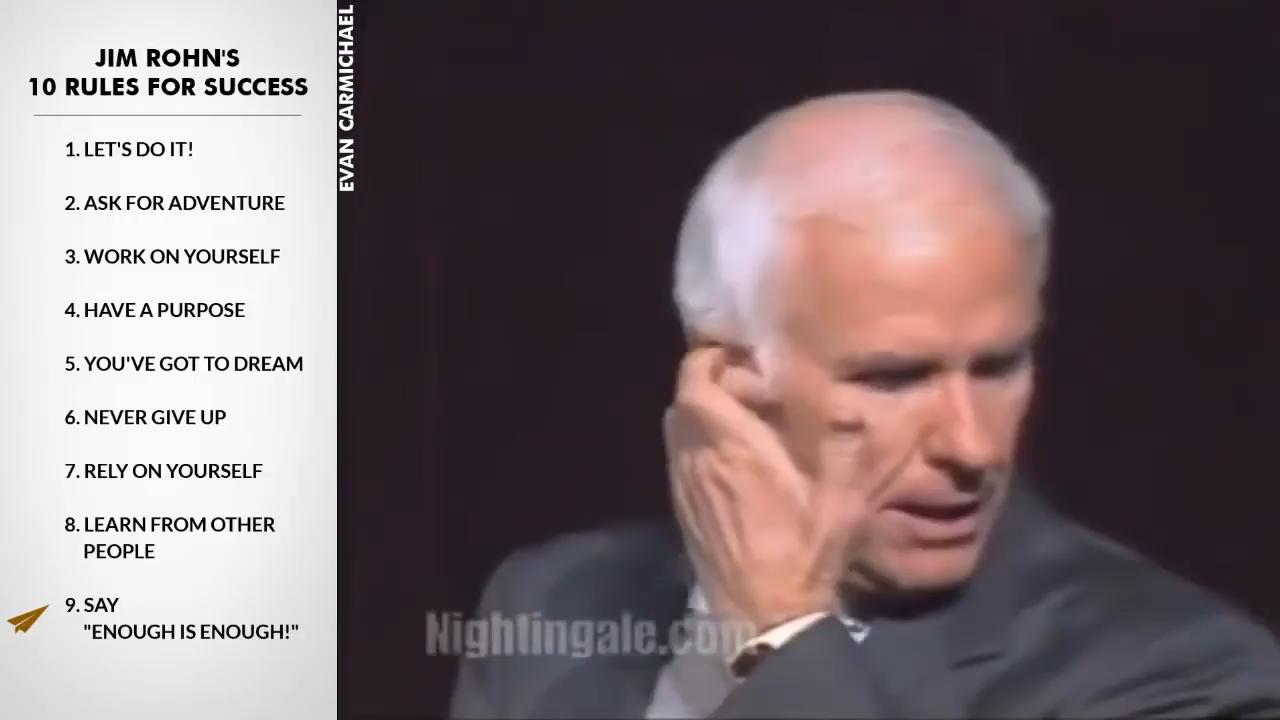 JIM ROHN'S
10 RULES FOR SUCCESS
1. LET'S DO IT!
2. ASK FOR ADVENTURE
3. WORK ON YOURSELF
4. HAVE A PURPOSE
5. YOU'VE GOT TO DREAM
6. NEVER GIVE UP
7. RELY ON YOURSELF
8. LEARN FROM OTHER
PEOPLE
9. SAY
"ENOUGH IS ENOUGH!"
EVAN CARMICHAEL
Nightingale.com